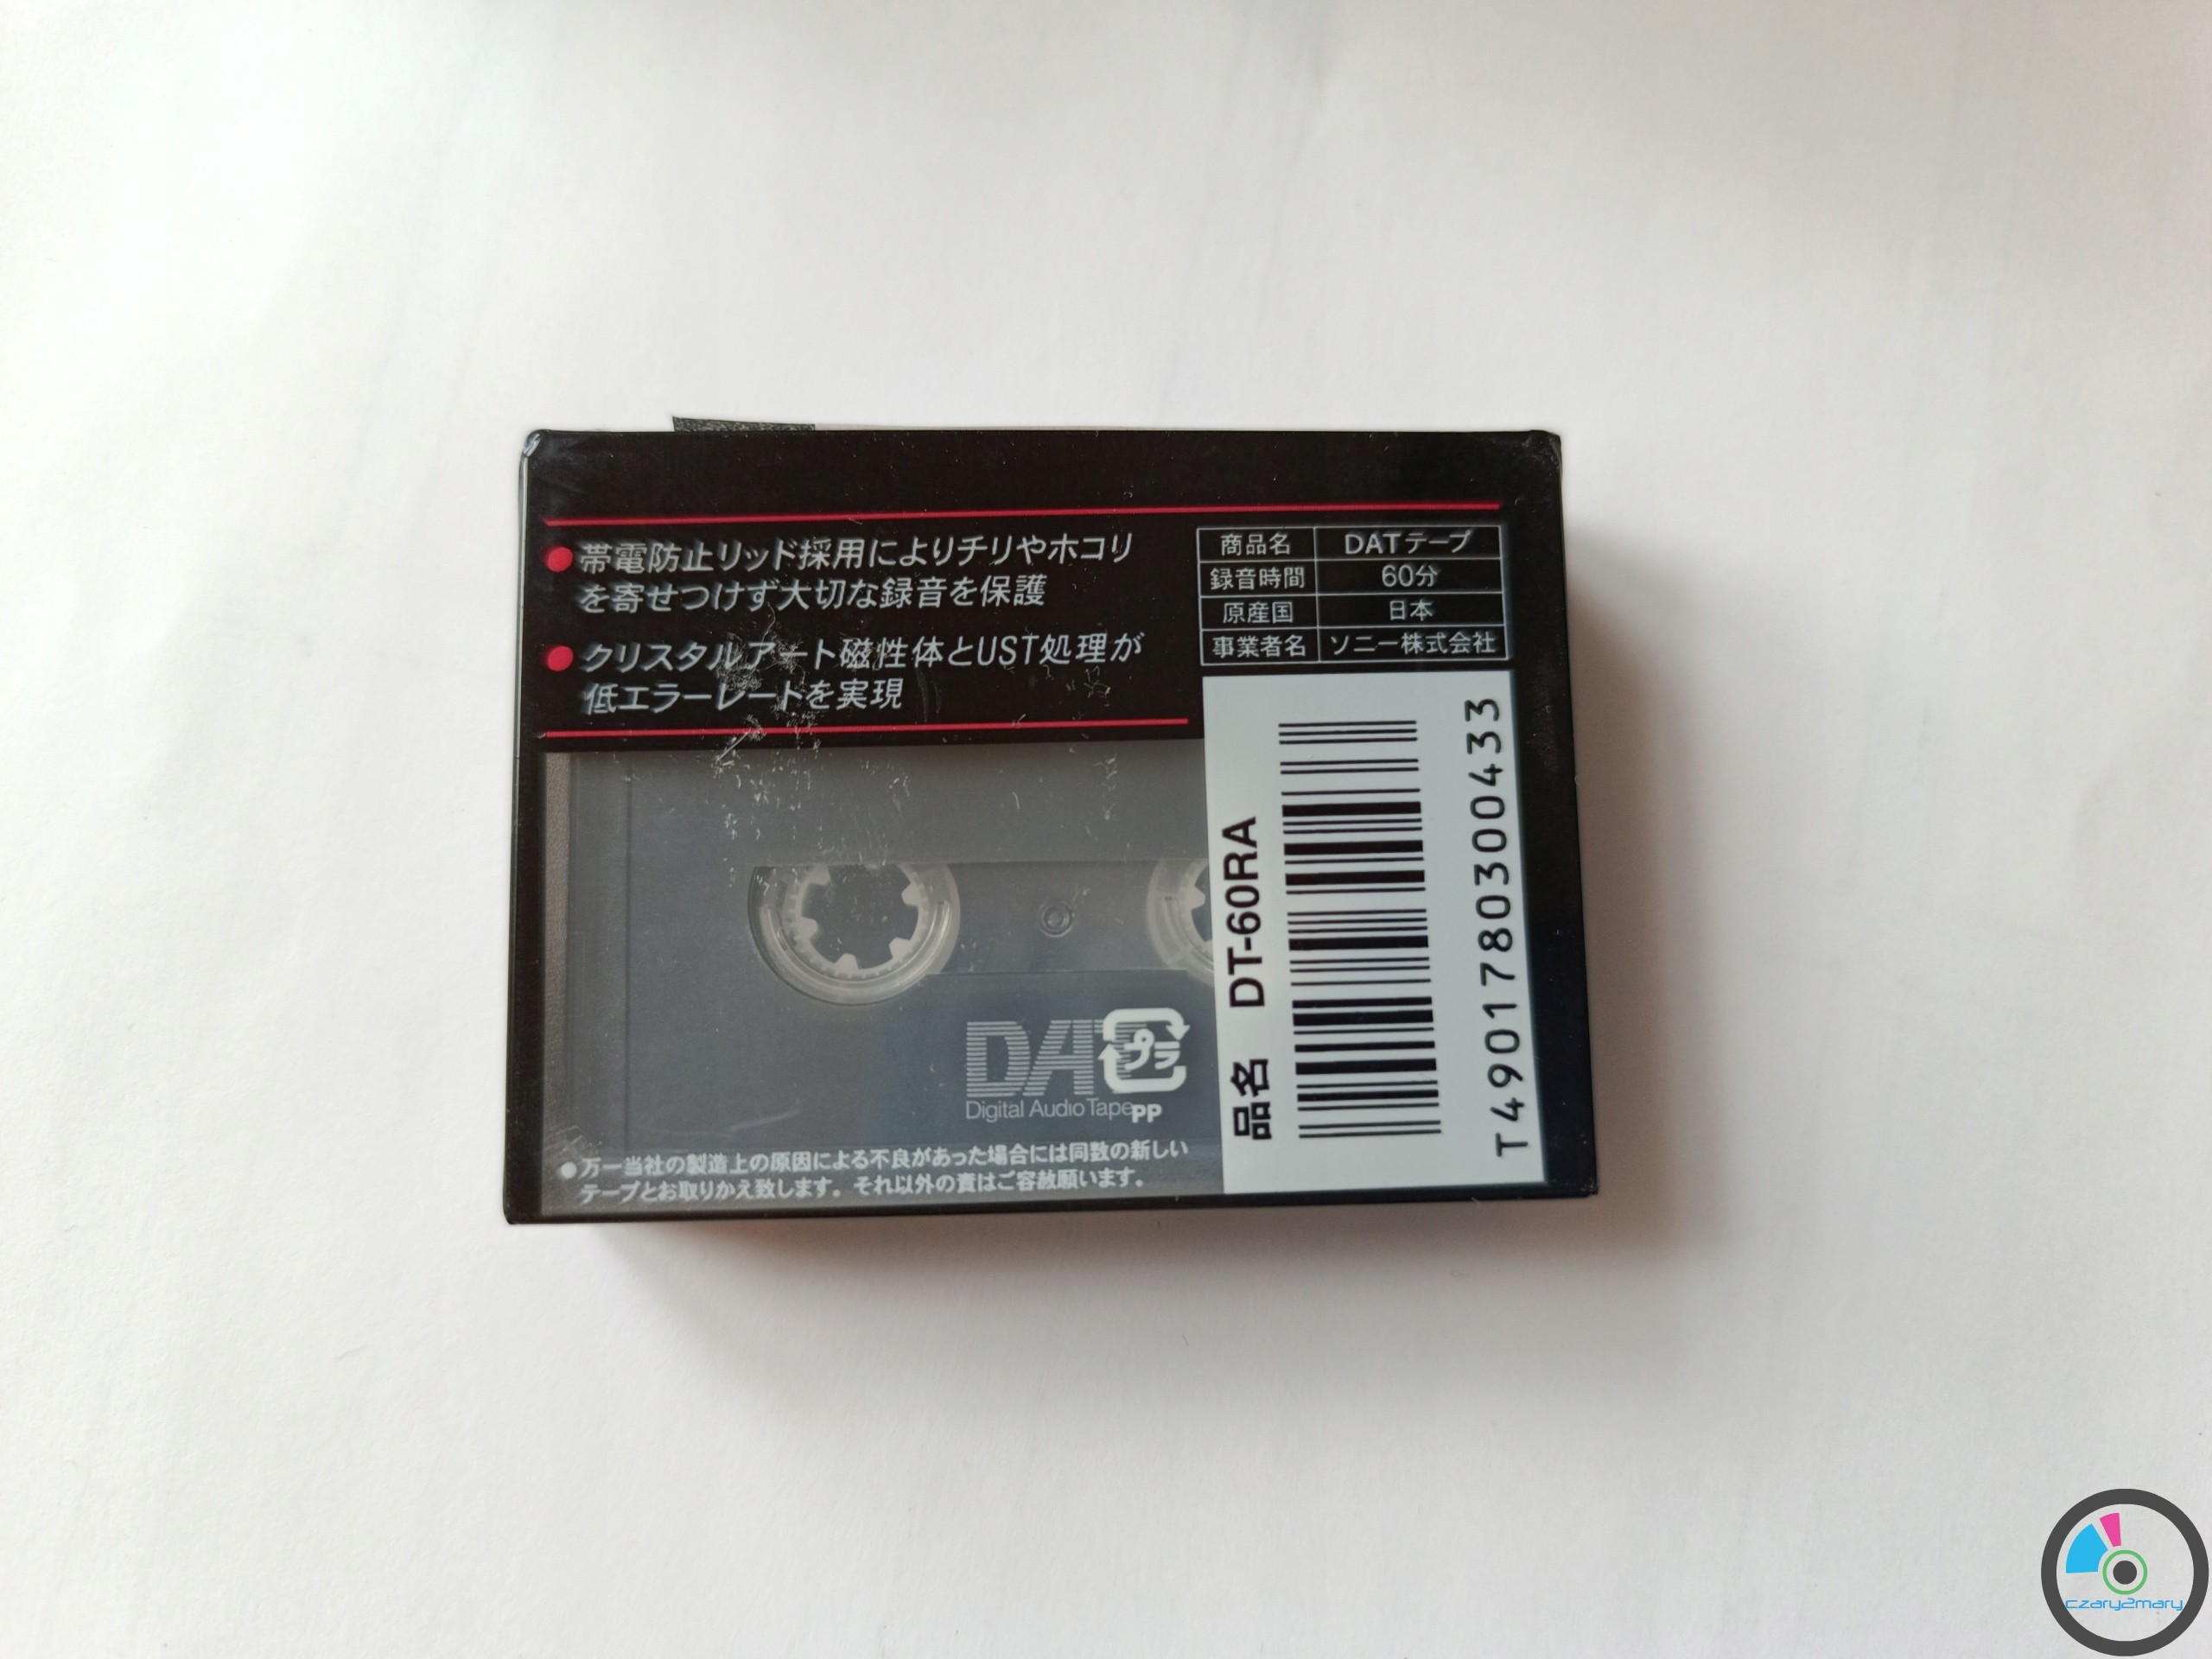 ●帯電防止リッド採用によりチリやホコリ
を寄せつけず大切な録音を保護
●クリスタルアート磁性体とUST処理が
低エラーレートを実現
商品名 DATテープ
録音時間 60分
原産国 日本
事業者名 ソニー株式会社
品名 DT-60RA
T4901780300433
DAT
Digital Audio Tape
プラ
PP
●万一当社の製造上の原因による不良があった場合には同数の新しい
テープとお取りかえ致します。それ以外の責はご容赦願います。
czary2mary